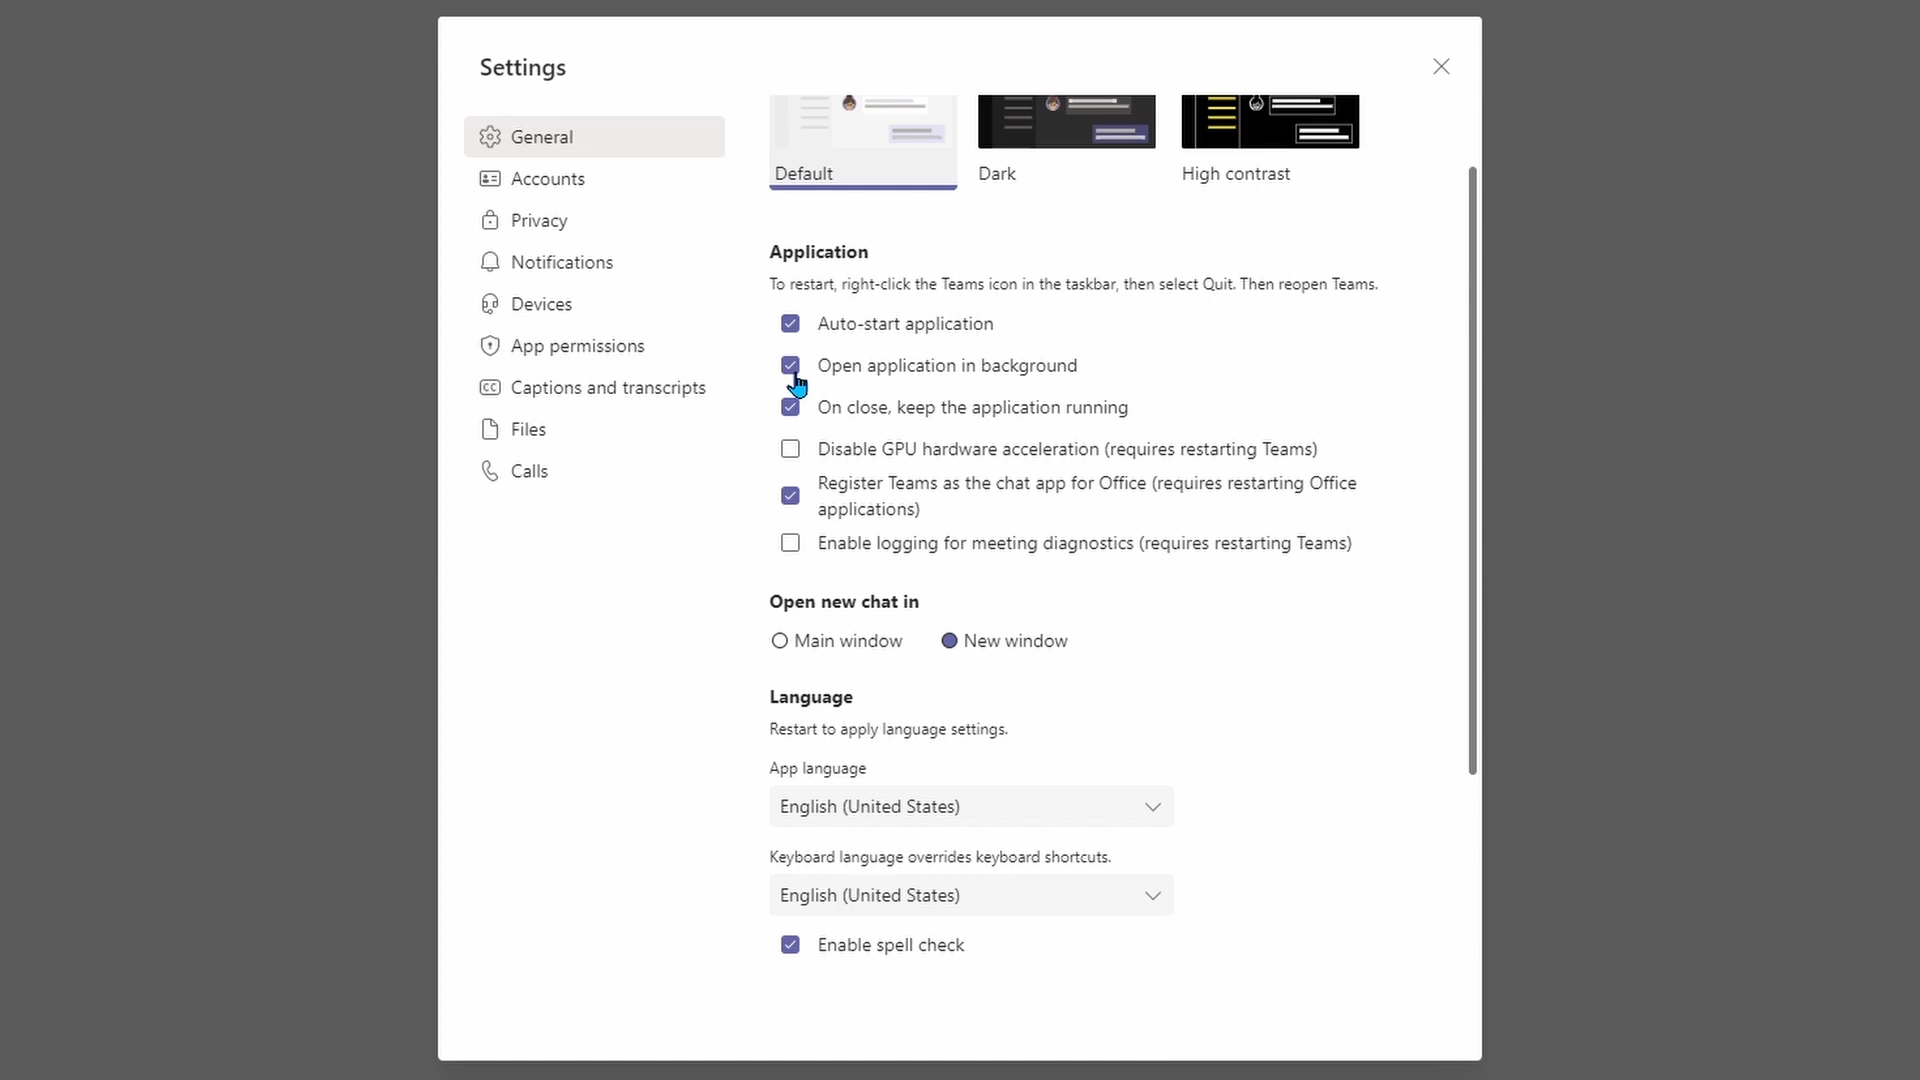 Settings
General
Accounts
Privacy
Notifications
Devices
App permissions
CC Captions and transcripts
Files
Calls
Default
Dark
High contrast
Application
To restart, right-click the Teams icon in the taskbar, then select Quit. Then reopen Teams.
Auto-start application
Open application in background
On close, keep the application running
Disable GPU hardware acceleration (requires restarting Teams)
Register Teams as the chat app for Office (requires restarting Office
applications)
Enable logging for meeting diagnostics (requires restarting Teams)
Open new chat in
Main window
New window
Language
Restart to apply language settings.
App language
English (United States)
Keyboard language overrides keyboard shortcuts.
English (United States)
Enable spell check